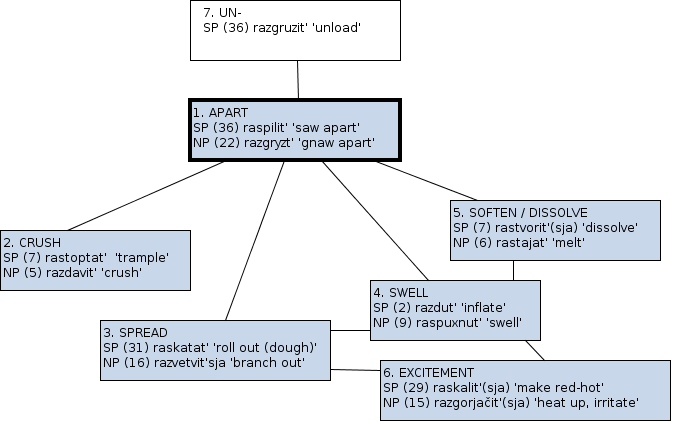 7. UN-
SP (36) razgruzit' 'unload'
1. APART
SP (36) raspilit' 'saw apart'
NP (22) razgryzt' 'gnaw apart'
5. SOFTEN / DISSOLVE
SP (7) rastvorit'(sja) 'dissolve'
NP (6) rastajat' 'melt'
2. CRUSH
SP (7) rastoptat'  'trample'
NP (5) razdavit' 'crush'
4. SWELL
SP (2) razdut' 'inflate'
NP (9) raspuxnut' 'swell'
3. SPREAD
SP (31) raskatat' 'roll out (dough)'
NP (16) razvetvit'sja 'branch out'
6. EXCITEMENT
SP (29) raskalit'(sja) 'make red-hot'
NP (15) razgorjačit'(sja) 'heat up, irritate'